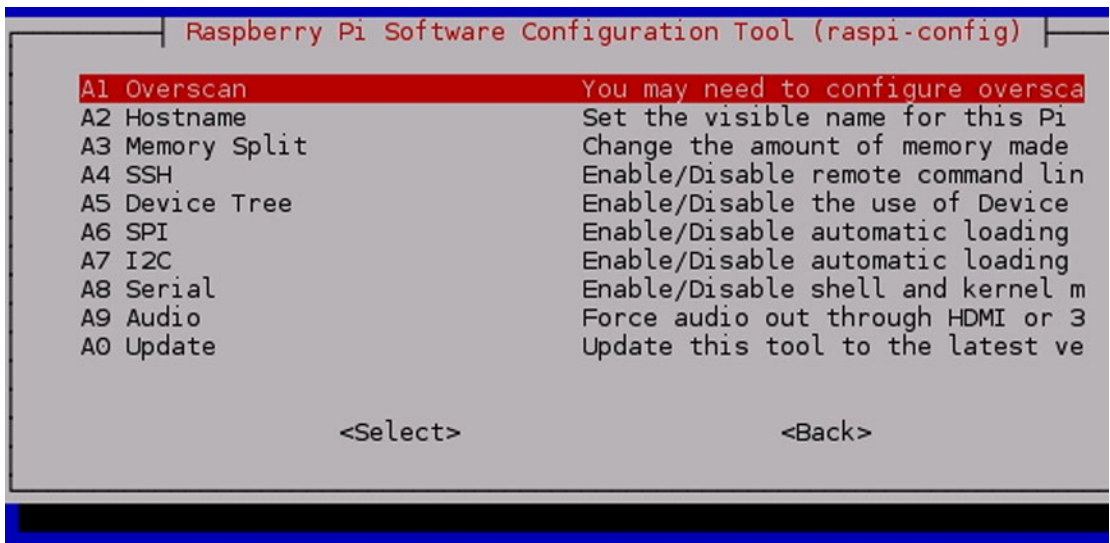 Raspberry Pi Software Configuration Tool (raspi-config)
A1 Overscan You may need to configure oversca
A2 Hostname Set the visible name for this Pi
A3 Memory Split Change the amount of memory made
A4 SSH Enable/Disable remote command lin
A5 Device Tree Enable/Disable the use of Device
A6 SPI Enable/Disable automatic loading
A7 I2C Enable/Disable automatic loading
A8 Serial Enable/Disable shell and kernel m
A9 Audio Force audio out through HDMI or 3
A0 Update Update this tool to the latest ve
<Select> <Back>